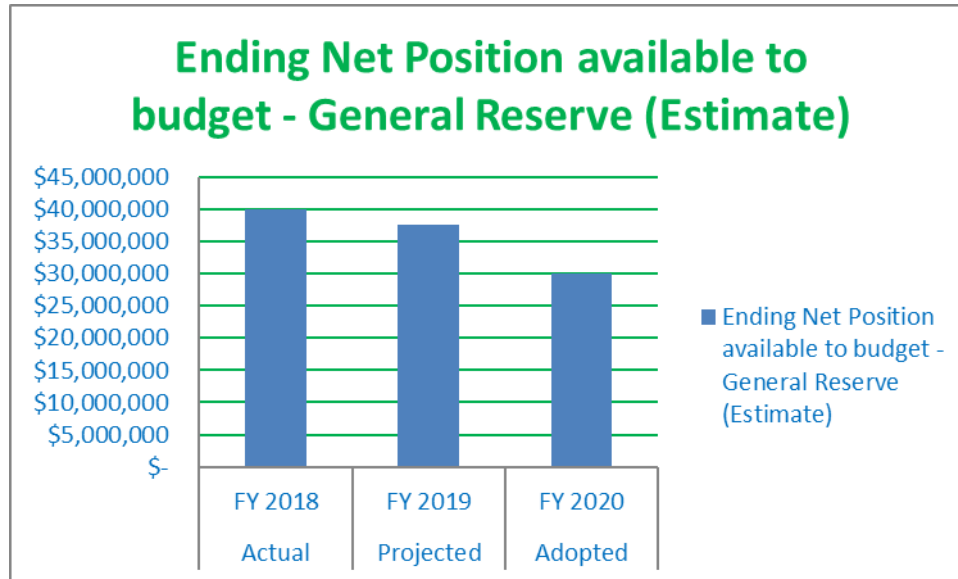 Ending Net Position available to
budget - General Reserve (Estimate)
$45,000,000
$40,000,000
$35,000,000
$30,000,000
$25,000,000
$20,000,000
$15,000,000
$10,000,000
$5,000,000
$-
FY 2018
FY 2019
FY 2020
Actual
Projected
Adopted
Ending Net Position
available to budget -
General Reserve
(Estimate)